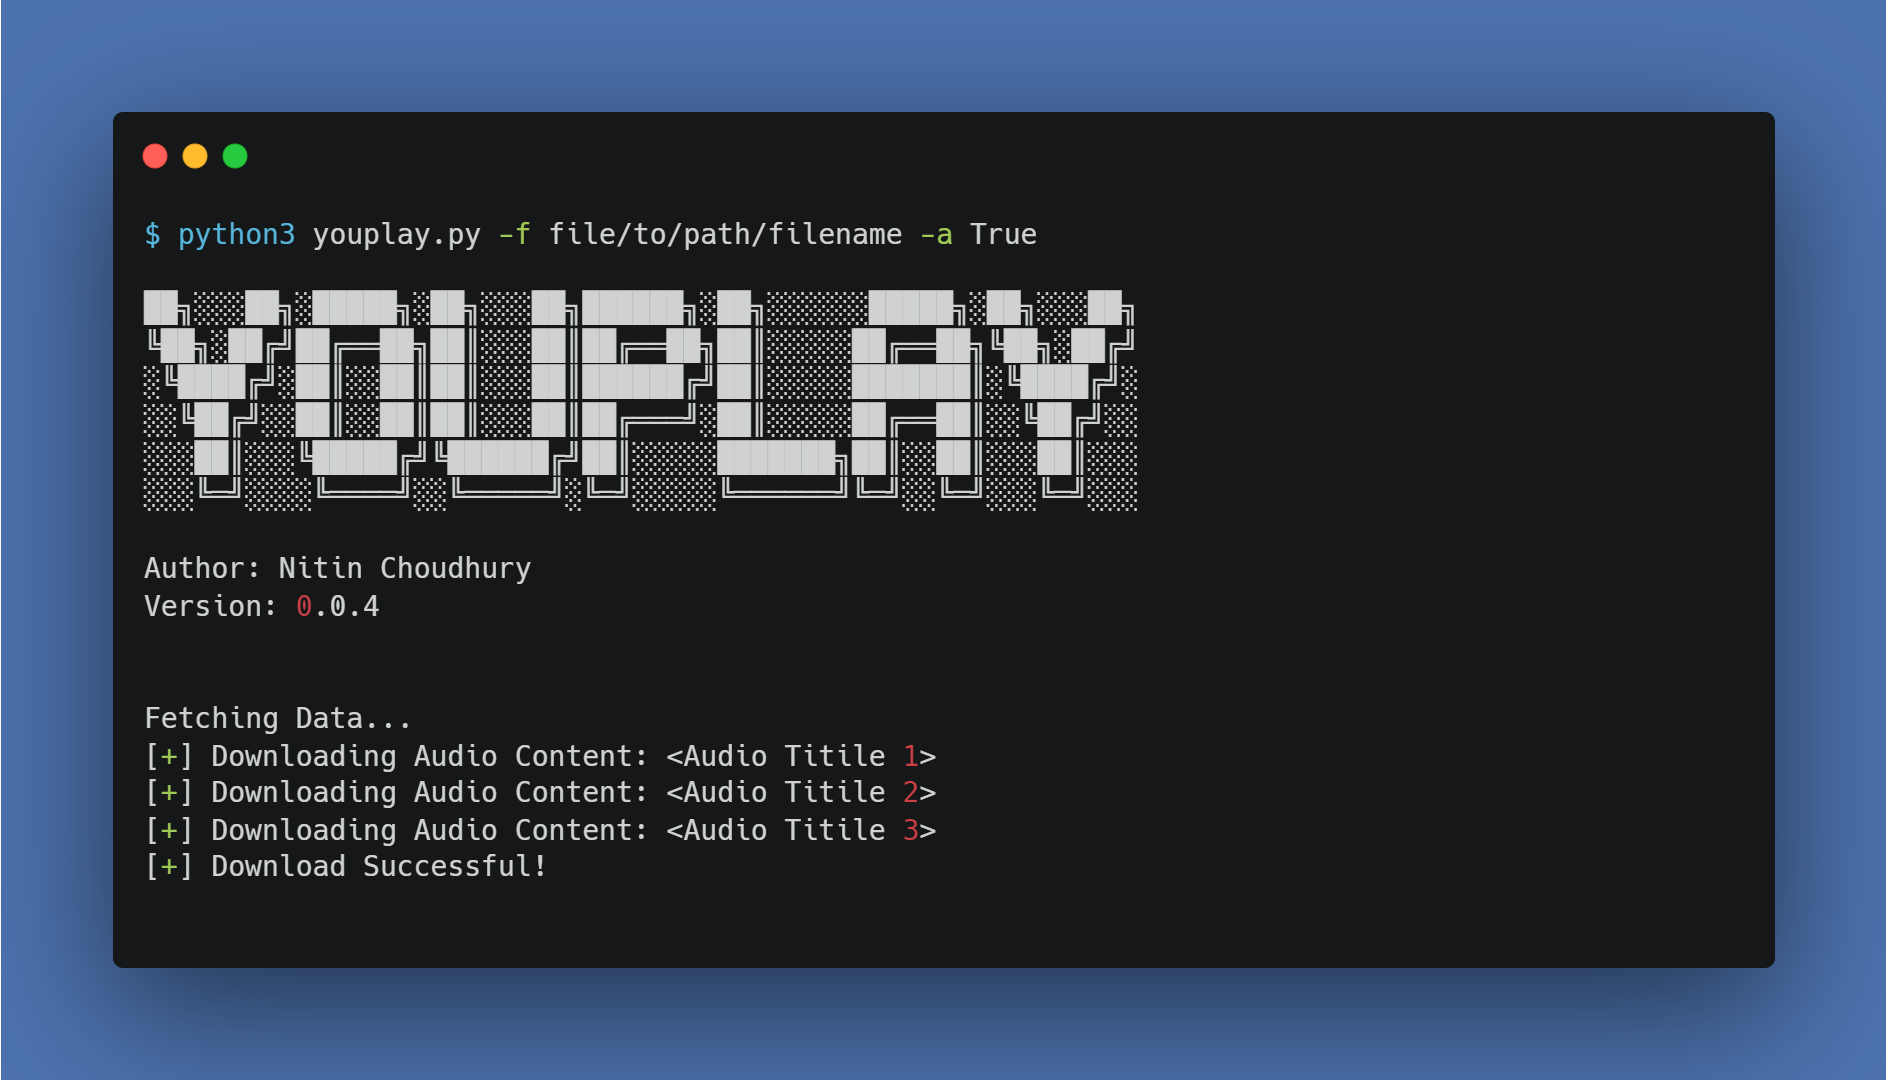 $ python3 youplay.py -f file/to/path/filename -a True
YOUPLAY
Author: Nitin Choudhury
Version: 0.0.4
Fetching Data...
[+] Downloading Audio Content: <Audio Titile 1>
[+] Downloading Audio Content: <Audio Titile 2>
[+] Downloading Audio Content: <Audio Titile 3>
[+] Download Successful!